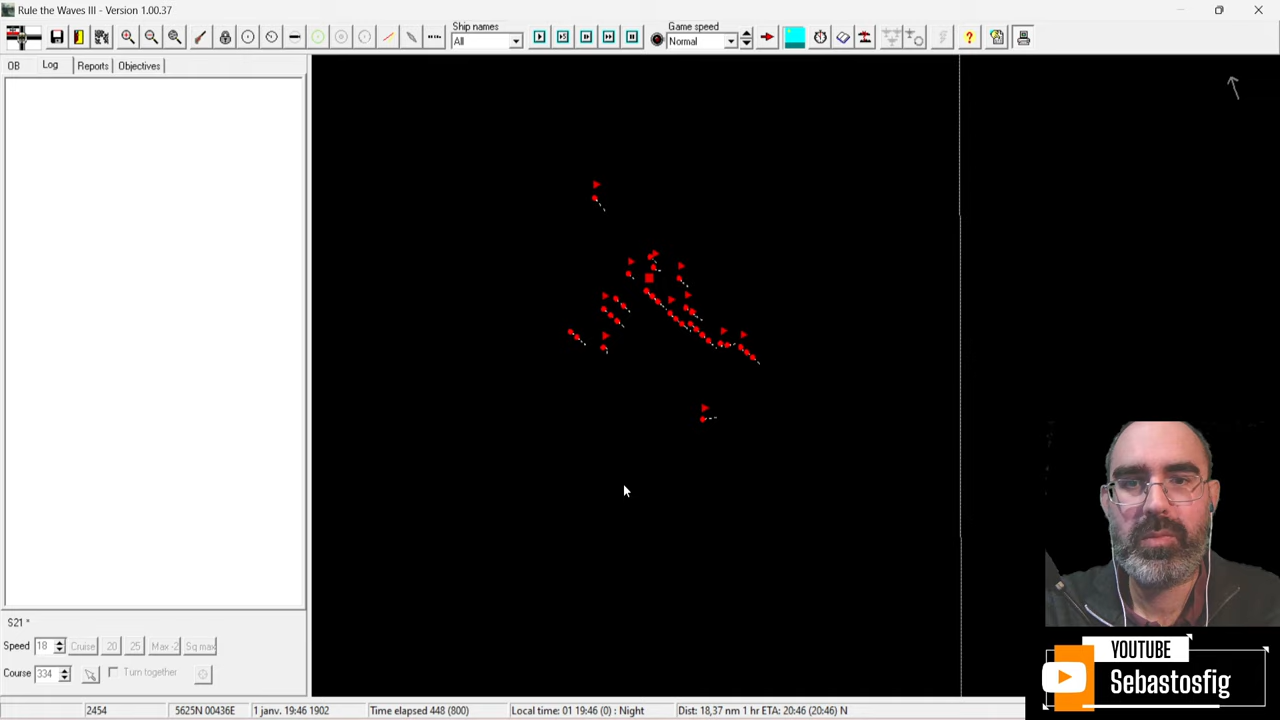 Rule the Waves III - Version 1.00.37
Ship names
All
Game speed
Normal
OB
Log
Reports
Objectives
S21 *
Speed
18
Cruise
20
25
Max -2
Sq max
Course
334
Turn together
2454
5625N 00436E
1 janv. 19:46 1902
Time elapsed 448 (800)
Local time: 01 19:46 (0) : Night
Dist: 18,37 nm 1 hr ETA: 20:46 (20:46) N
YOUTUBE
Sebastosfig